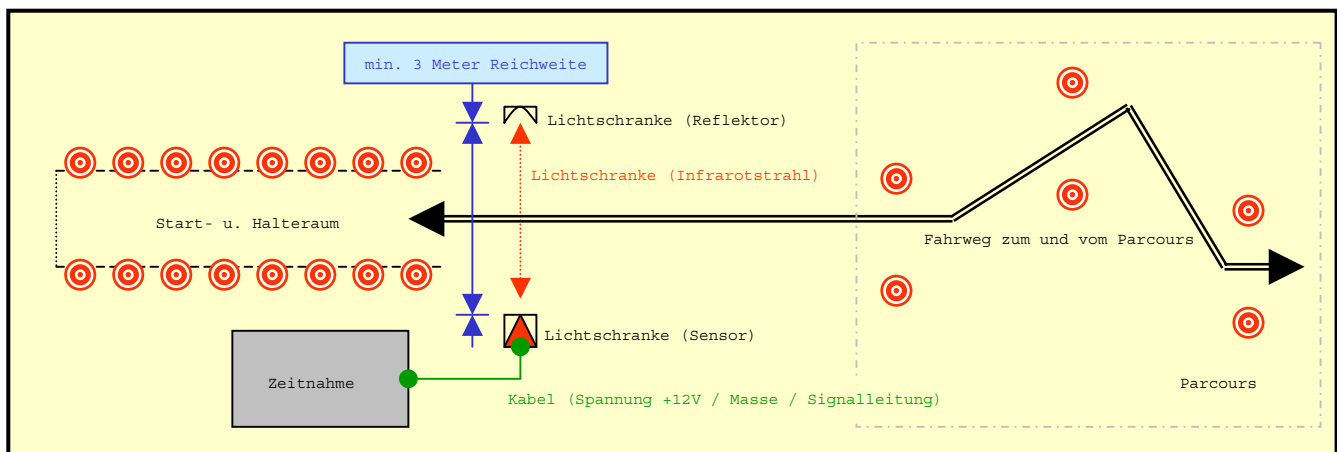 min. 3 Meter Reichweite
Lichtschranke (Reflektor)
Lichtschranke (Infrarotstrahl)
Start- u. Halteraum
Fahrweg zum und vom Parcours
Lichtschranke (Sensor)
Zeitnahme
Parcours
Kabel (Spannung +12V / Masse / Signalleitung)